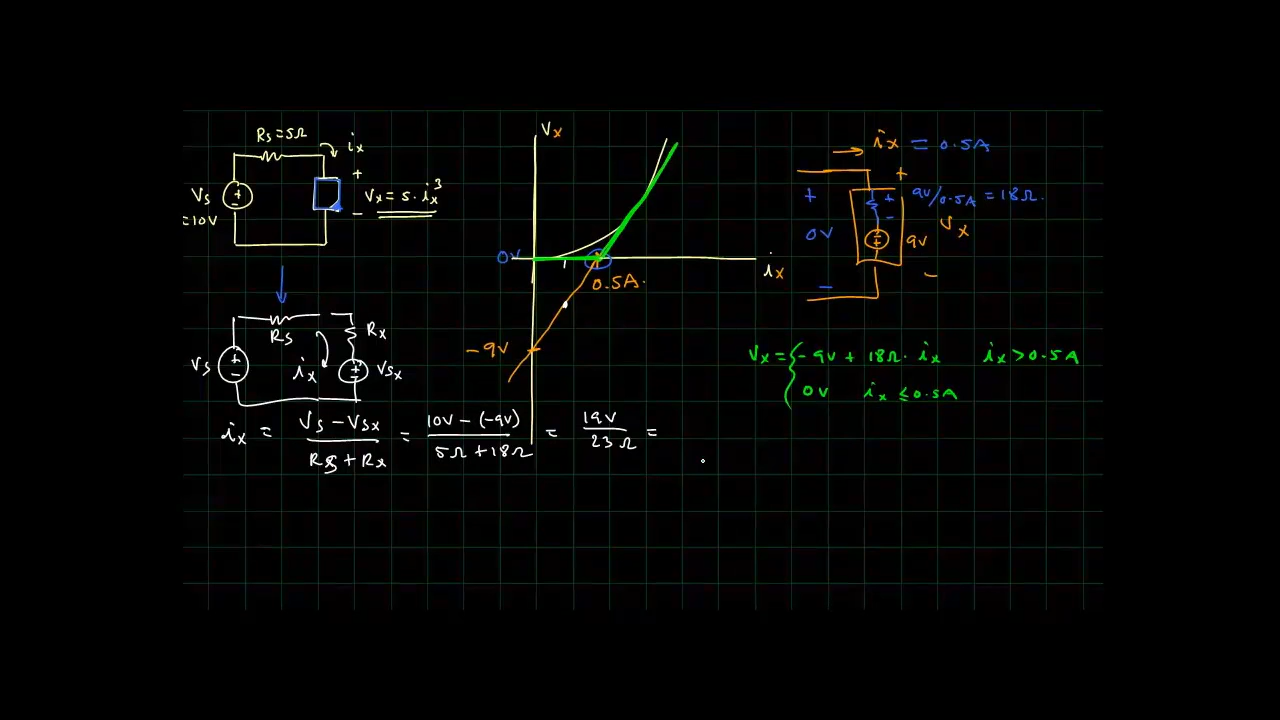 Rs = 5Ω
ix
+
Vs
+
-
=10V
Vx = 5·ix³
-
Vx
0V
ix
0.5A.
-9V
→ ix = 0.5A
+
+
+
9V/0.5A = 18Ω.
-
0V
9V
Vx
-
-
Rs
Rx
Vs
+
-
ix
+
-
Vsx
Vx = { -9V + 18Ω· ix ix > 0.5A
0V ix ≤ 0.5A
ix = (Vs - Vsx)/(Rs + Rx) = (10V - (-9V))/(5Ω + 18Ω) = 19V/23Ω =